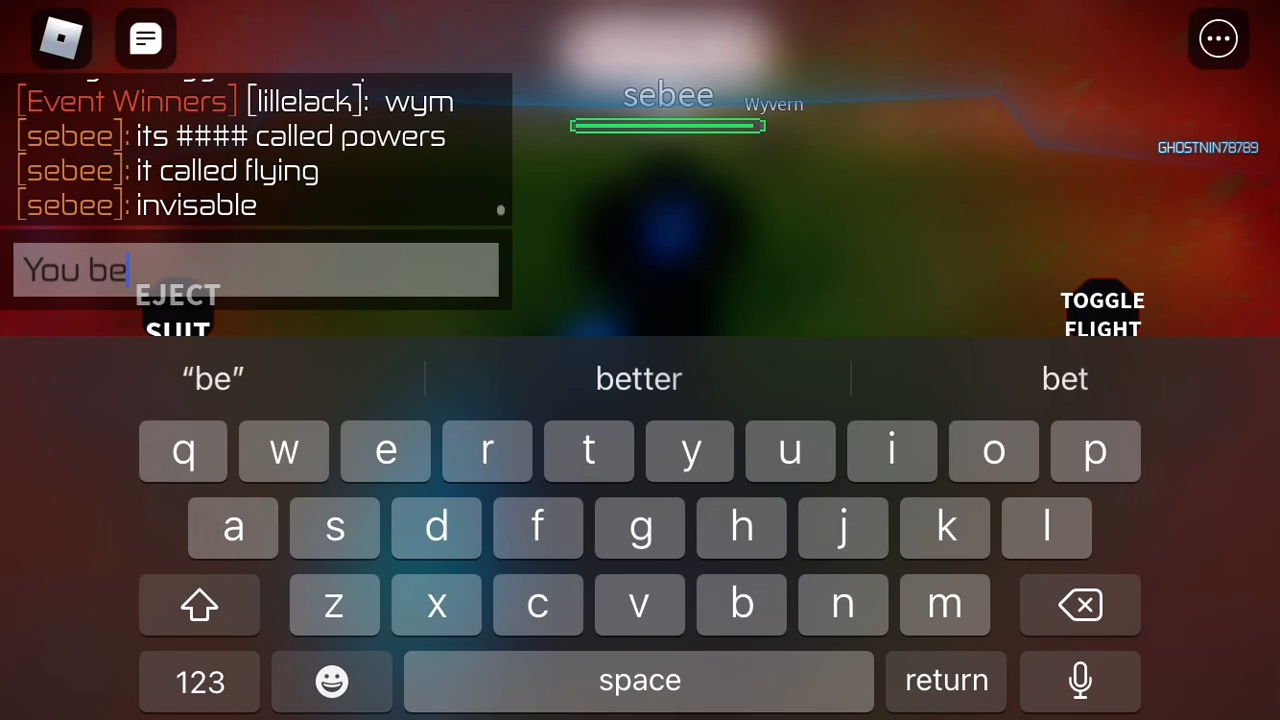 [Event Winners] [lillelack]: wym
[sebee]: its #### called powers
[sebee]: it called flying
[sebee]: invisable
You be
sebee
Wyvern
GHOSTNIN78789
EJECT
SUIT
TOGGLE
FLIGHT
“be” better bet
q w e r t y u i o p
a s d f g h j k l
z x c v b n m
123 space return